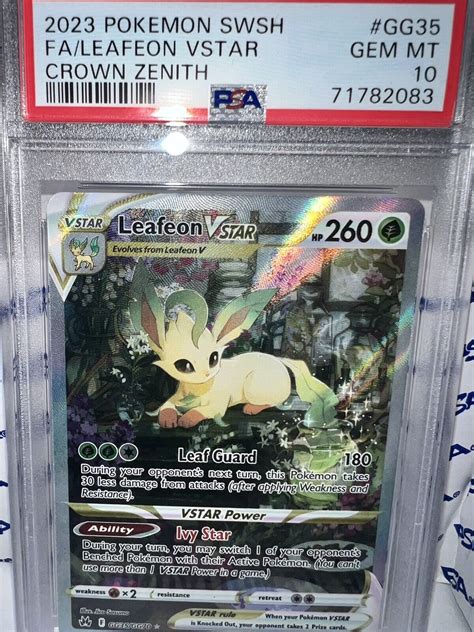 2023 POKEMON SWSH #GG35
FA/LEAFEON VSTAR GEM MT
CROWN ZENITH 10
PSA 71782083
VSTAR Leafeon VSTAR HP 260
Evolves from Leafeon V
Leaf Guard 180
During your opponent's next turn, this Pokémon takes
30 less damage from attacks (after applying Weakness and
Resistance).
VSTAR Power
Ability Ivy Star
During your turn, you may switch 1 of your opponent's
Benched Pokémon with their Active Pokémon. (You can't
use more than 1 VSTAR Power in a game.)
weakness ×2 resistance retreat
VSTAR rule When your Pokémon VSTAR
is Knocked Out, your opponent takes 2 Prize cards.
F GG35/GG70